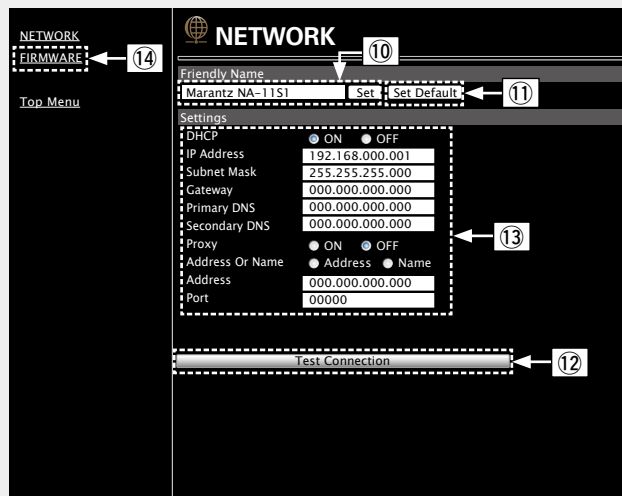 NETWORK
FIRMWARE
⑭
Top Menu
NETWORK
⑩
Friendly Name
Marantz NA-11S1 Set Set Default
⑪
Settings
DHCP ON OFF
IP Address 192.168.000.001
Subnet Mask 255.255.255.000
Gateway 000.000.000.000
Primary DNS 000.000.000.000
Secondary DNS 000.000.000.000
⑬
Proxy ON OFF
Address Or Name Address Name
Address 000.000.000.000
Port 00000
Test Connection
⑫